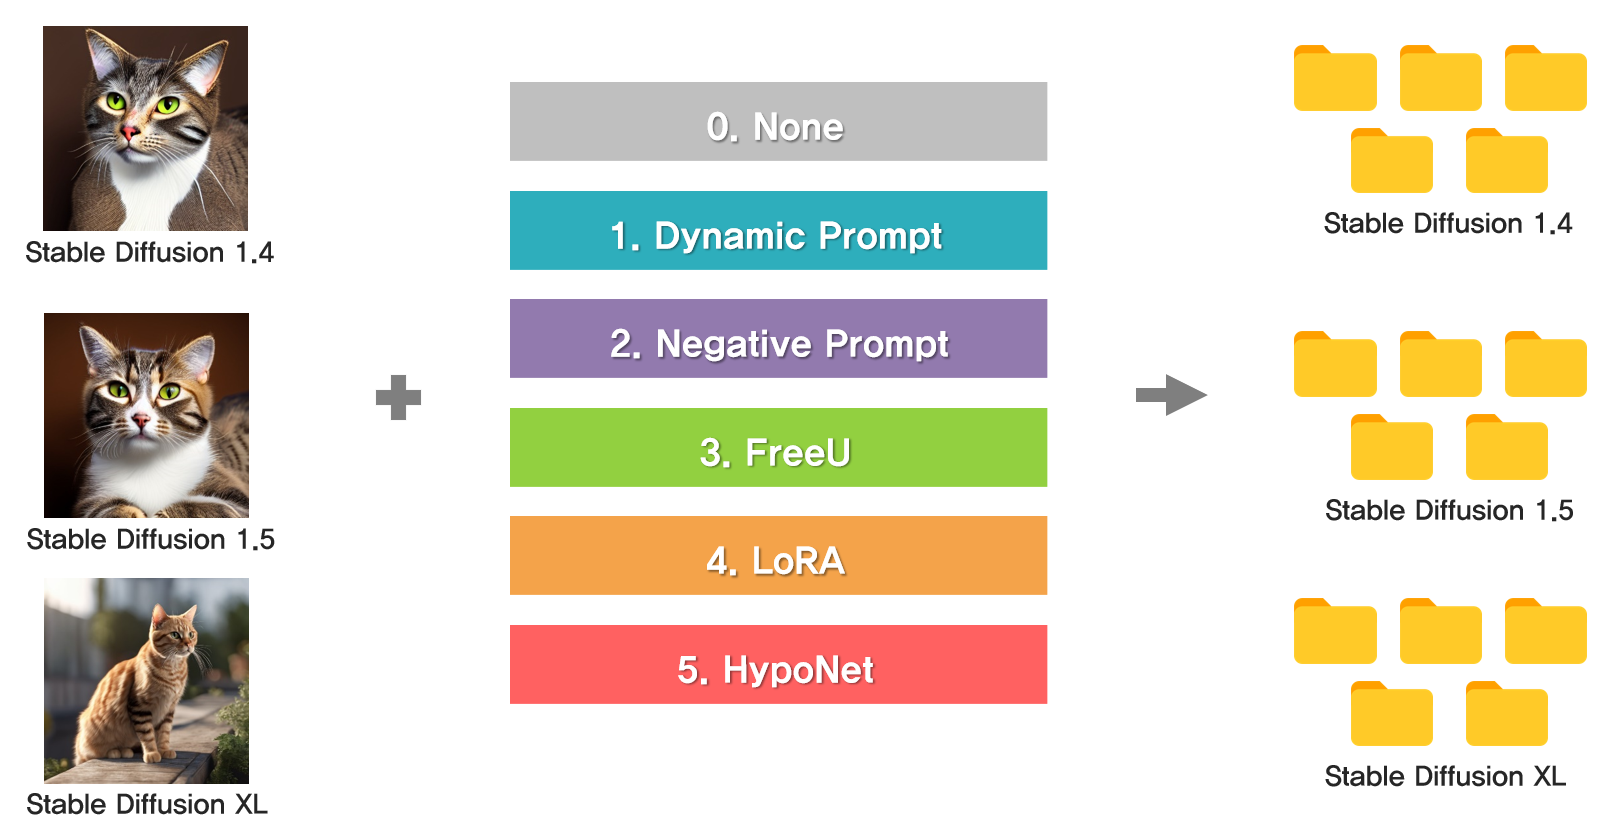 Stable Diffusion 1.4
Stable Diffusion 1.5
Stable Diffusion XL
0. None
1. Dynamic Prompt
2. Negative Prompt
3. FreeU
4. LoRA
5. HypoNet
Stable Diffusion 1.4
Stable Diffusion 1.5
Stable Diffusion XL